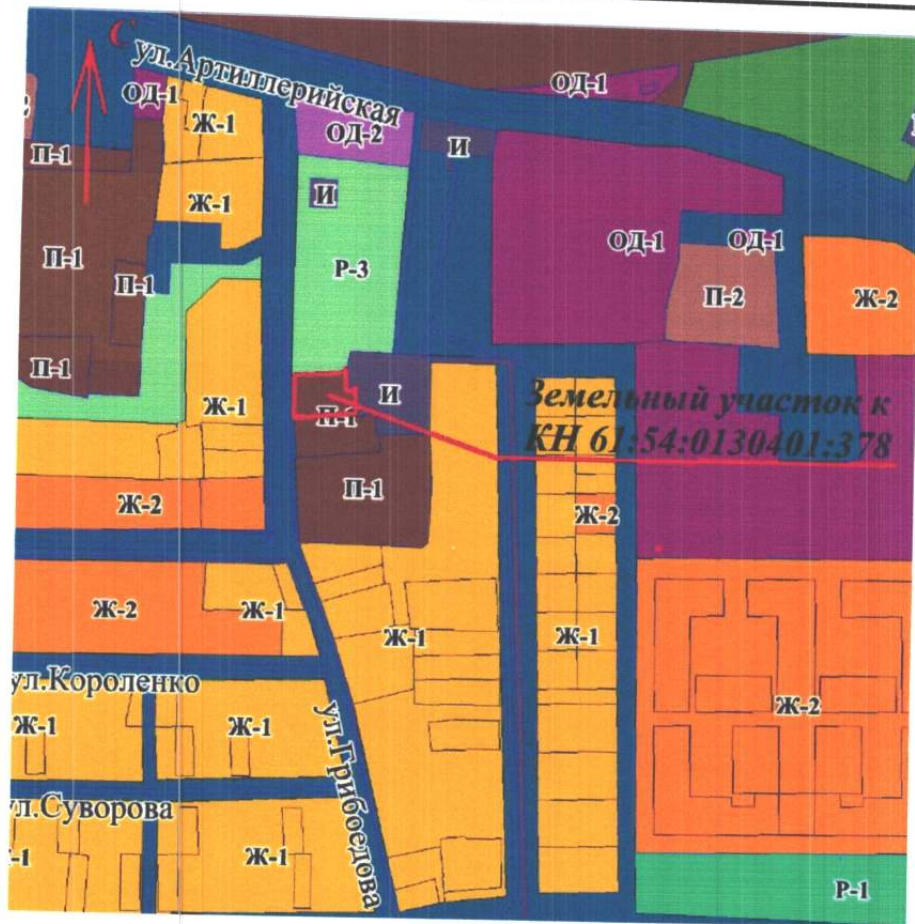 С
ул.Артиллерийская
ОД-1
ОД-1
Ж-1
ОД-2
И
П-1
И
Ж-1
ОД-1
ОД-1
П-1
Р-3
П-1
П-2
Ж-2
П-1
И
Ж-1
П-1
Земельный участок к
КН 61:54:0130401:378
П-1
Ж-2
Ж-2
Ж-2
Ж-1
Ж-1
Ж-1
ул.Короленко
Ж-2
Ж-1
Ж-1
ул.Грибоедова
ул.Суворова
Ж-1
Р-1